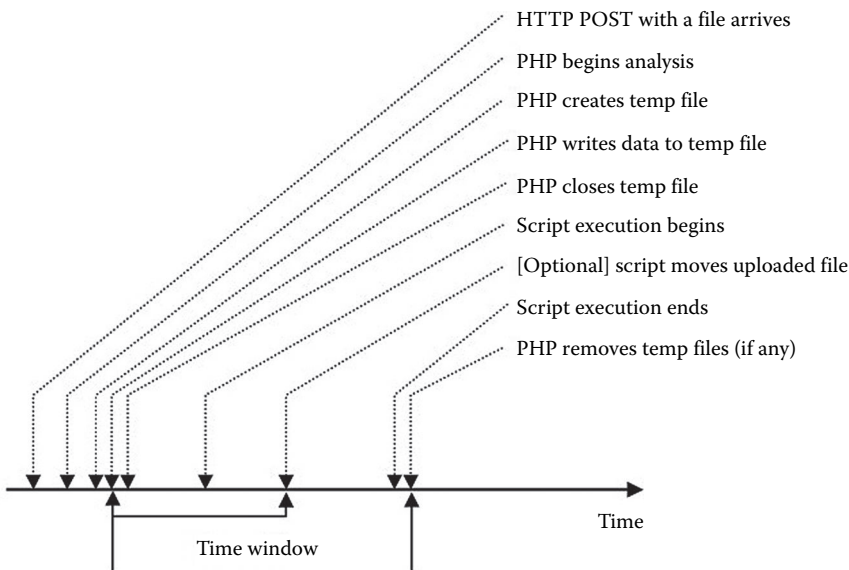 HTTP POST with a file arrives
PHP begins analysis
PHP creates temp file
PHP writes data to temp file
PHP closes temp file
Script execution begins
[Optional] script moves uploaded file
Script execution ends
PHP removes temp files (if any)
Time
Time window